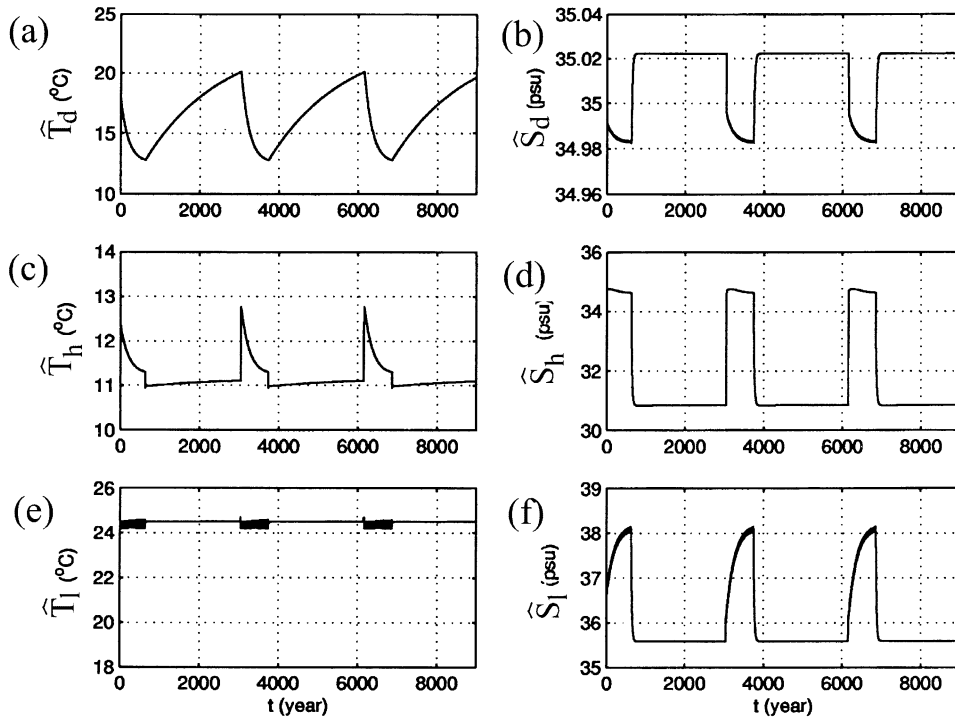 (a)
T̂d (°C)
25
20
15
10
0 2000 4000 6000 8000
(b)
Ŝd (psu)
35.04
35.02
35
34.98
34.96
0 2000 4000 6000 8000
(c)
T̂h (°C)
14
13
12
11
10
0 2000 4000 6000 8000
(d)
Ŝh (psu)
36
34
32
30
0 2000 4000 6000 8000
(e)
T̂l (°C)
26
24
22
20
18
0 2000 4000 6000 8000
t (year)
(f)
Ŝl (psu)
39
38
37
36
35
0 2000 4000 6000 8000
t (year)